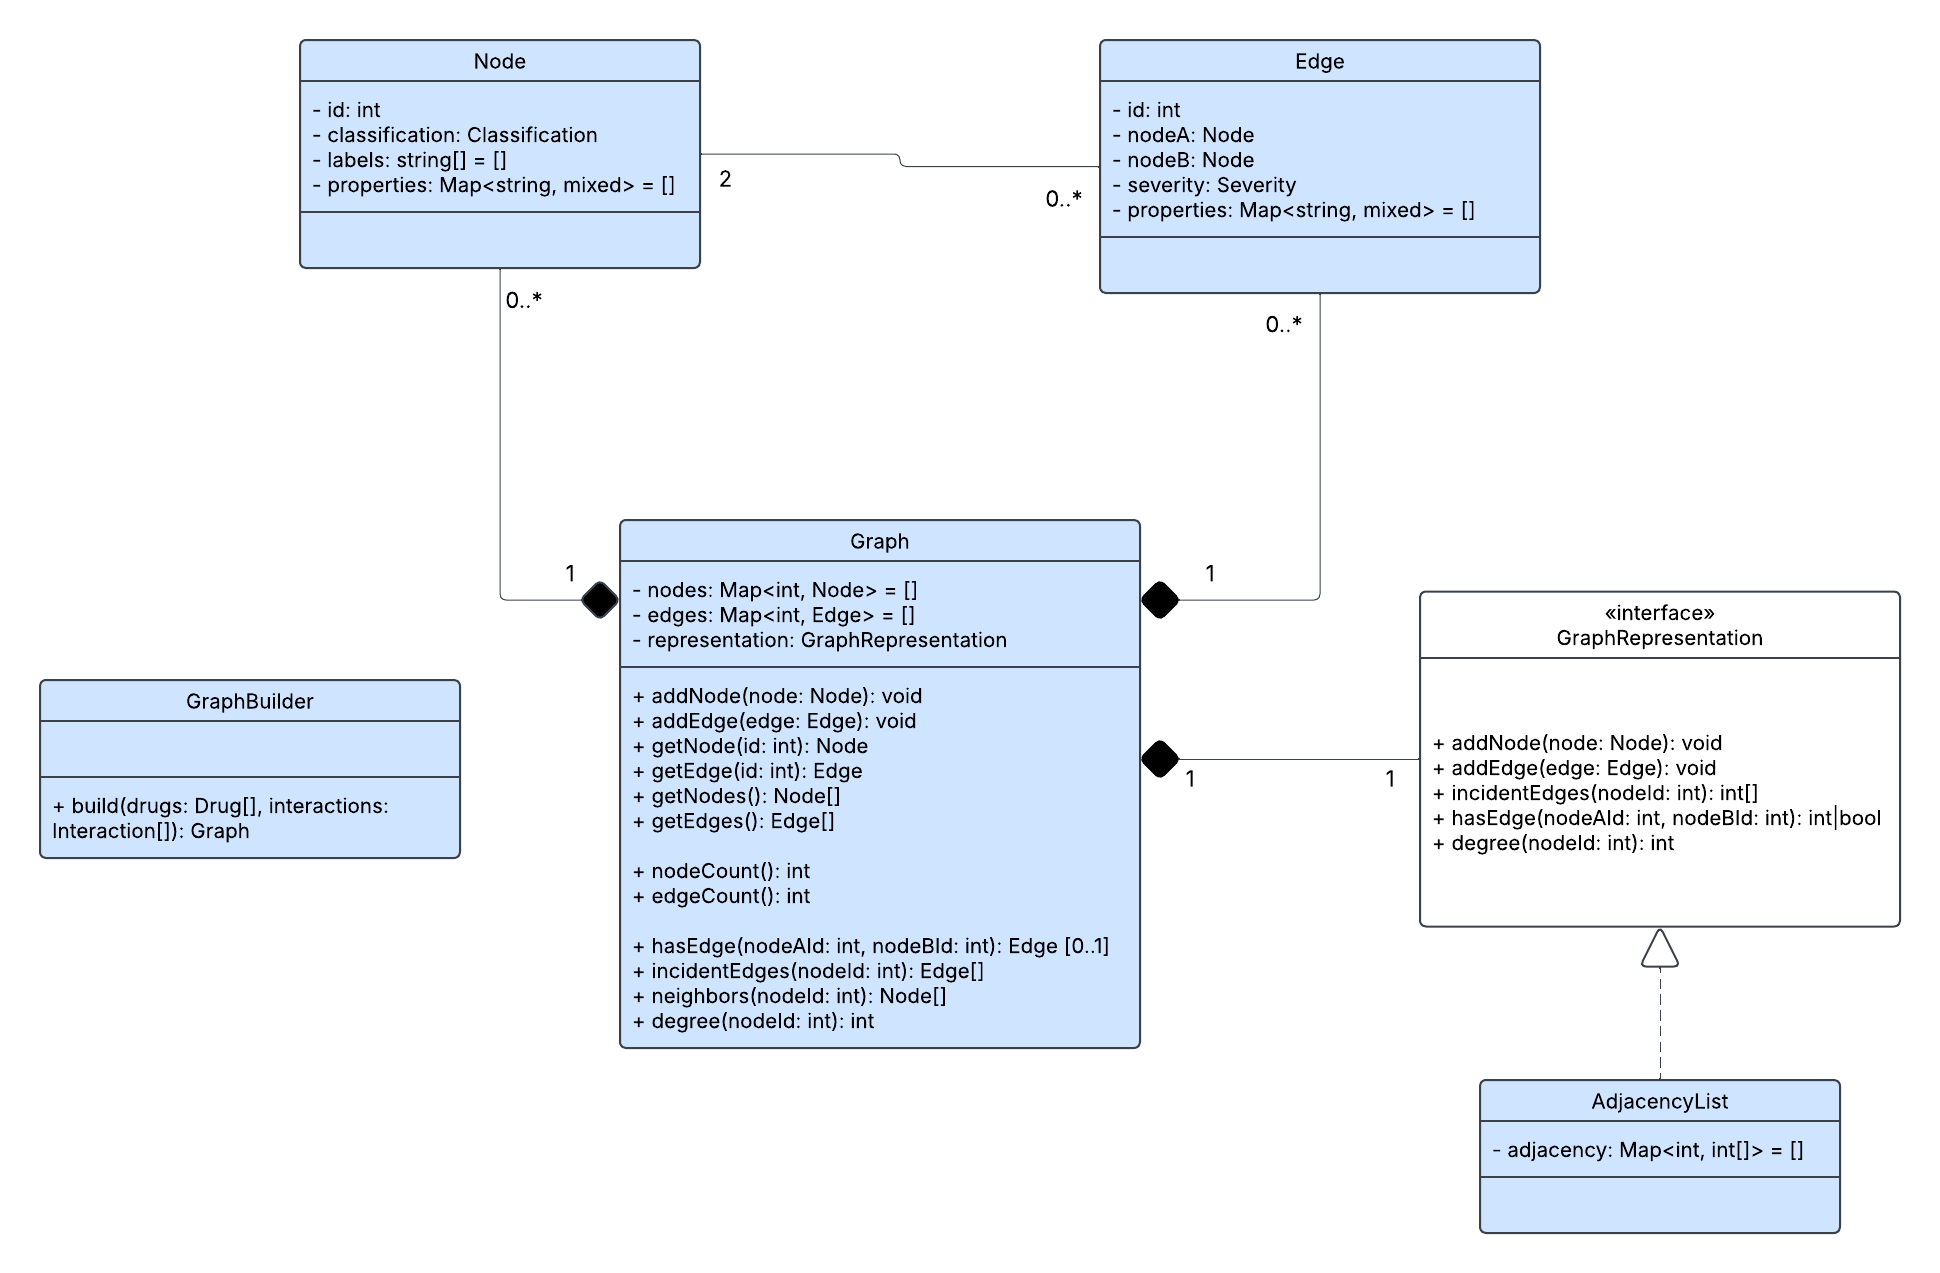 Node
- id: int
- classification: Classification
- labels: string[] = []
- properties: Map<string, mixed> = []
2
0..*
Edge
- id: int
- nodeA: Node
- nodeB: Node
- severity: Severity
- properties: Map<string, mixed> = []
0..*
0..*
1
1
Graph
- nodes: Map<int, Node> = []
- edges: Map<int, Edge> = []
- representation: GraphRepresentation
+ addNode(node: Node): void
+ addEdge(edge: Edge): void
+ getNode(id: int): Node
+ getEdge(id: int): Edge
+ getNodes(): Node[]
+ getEdges(): Edge[]
+ nodeCount(): int
+ edgeCount(): int
+ hasEdge(nodeAId: int, nodeBId: int): Edge [0..1]
+ incidentEdges(nodeId: int): Edge[]
+ neighbors(nodeId: int): Node[]
+ degree(nodeId: int): int
GraphBuilder
+ build(drugs: Drug[], interactions:
Interaction[]): Graph
1
1
«interface»
GraphRepresentation
+ addNode(node: Node): void
+ addEdge(edge: Edge): void
+ incidentEdges(nodeId: int): int[]
+ hasEdge(nodeAId: int, nodeBId: int): int|bool
+ degree(nodeId: int): int
AdjacencyList
- adjacency: Map<int, int[]> = []